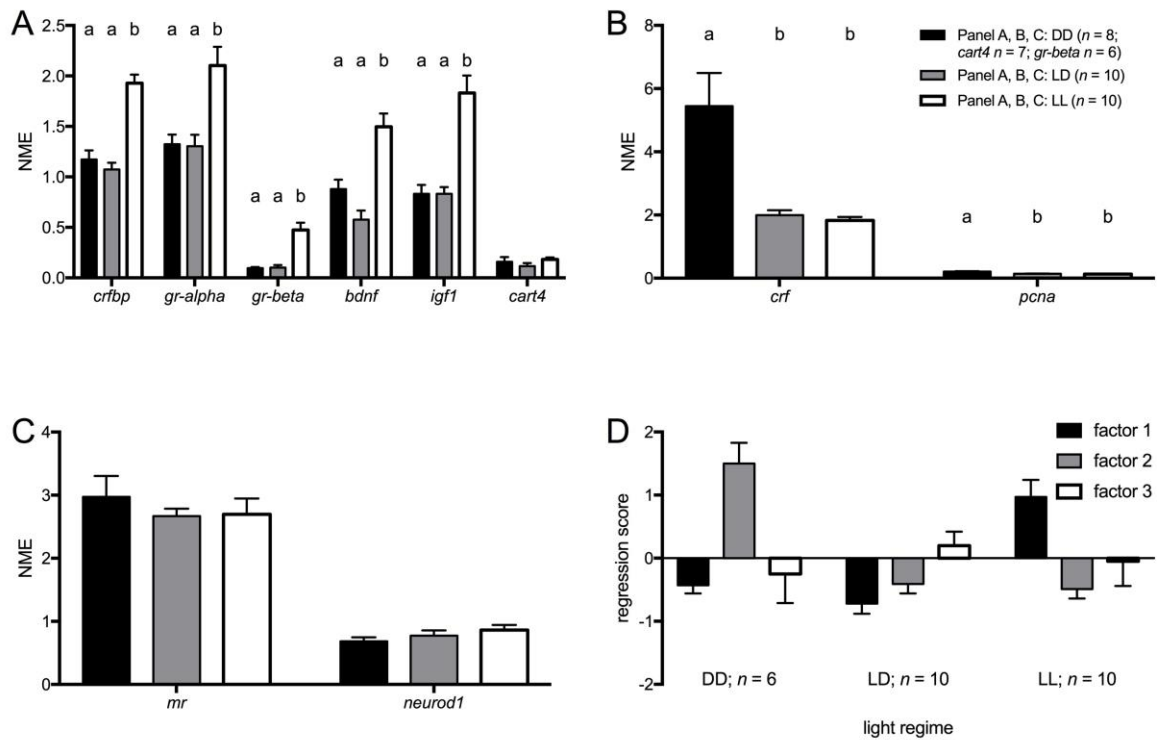 A
a a b a a b a a b a a b a a b
2.5
2.0
1.5
1.0
0.5
0.0
NME
crfbp gr-alpha gr-beta bdnf igf1 cart4
B
a b b a b b
8
6
4
2
0
NME
crf pcna
Panel A, B, C: DD (n = 8;
cart4 n = 7; gr-beta n = 6)
Panel A, B, C: LD (n = 10)
Panel A, B, C: LL (n = 10)
C
4
3
2
1
0
NME
mr neurod1
D
2
1
0
-1
-2
regression score
factor 1
factor 2
factor 3
DD; n = 6 LD; n = 10 LL; n = 10
light regime